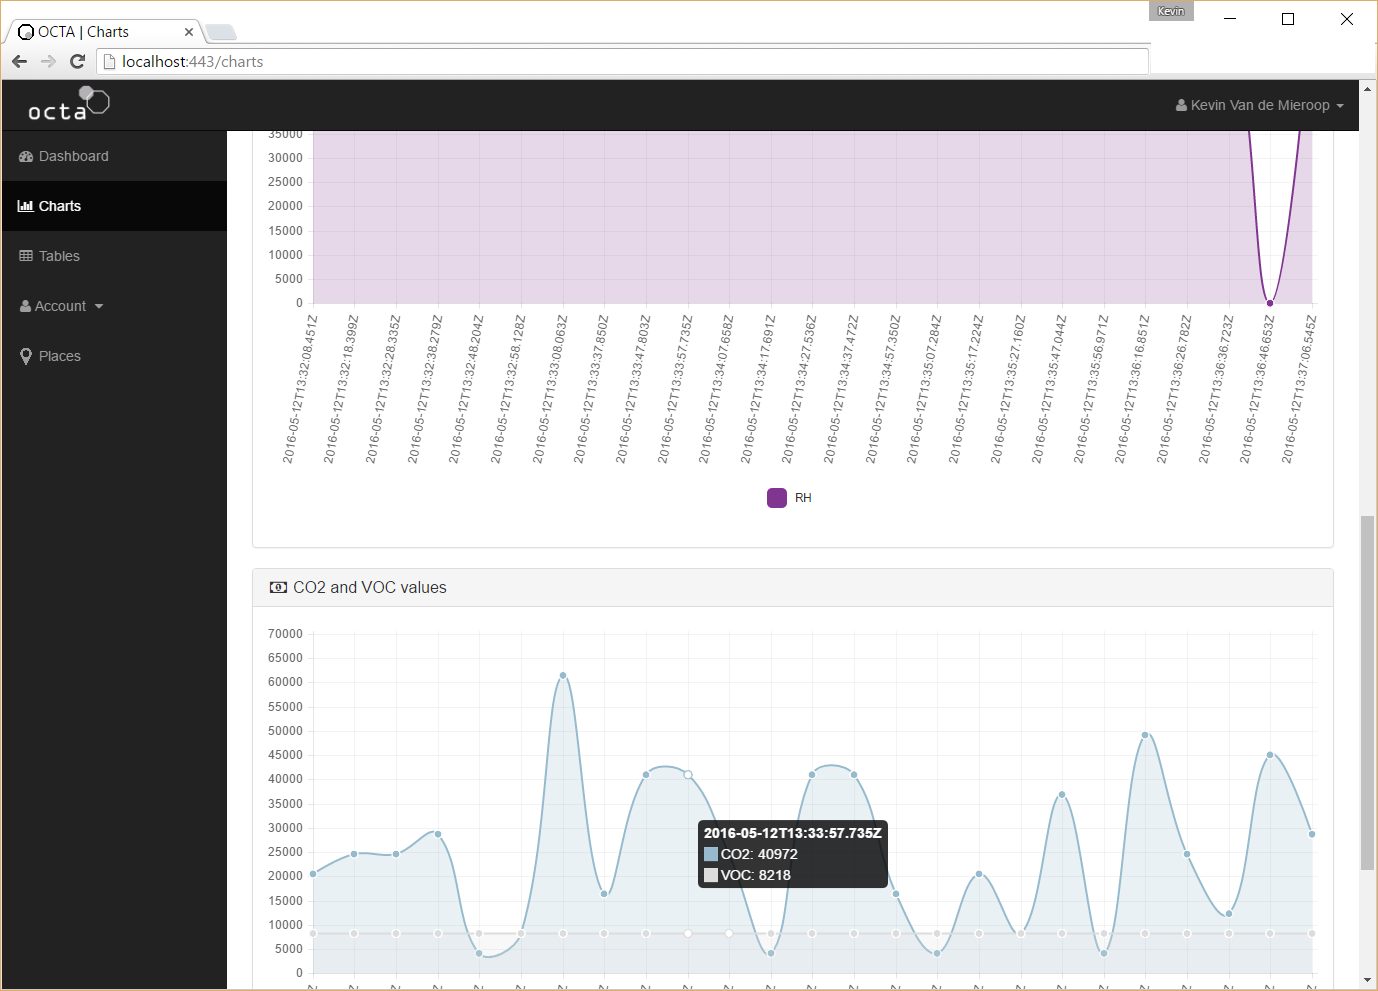 Kevin
OCTA | Charts
localhost:443/charts
octa
Kevin Van de Mieroop
Dashboard
Charts
Tables
Account
Places
35000
30000
25000
20000
15000
10000
5000
0
2016-05-12T13:32:08.451Z
2016-05-12T13:32:18.399Z
2016-05-12T13:32:28.335Z
2016-05-12T13:32:38.279Z
2016-05-12T13:32:48.204Z
2016-05-12T13:32:58.128Z
2016-05-12T13:33:08.063Z
2016-05-12T13:33:37.850Z
2016-05-12T13:33:47.803Z
2016-05-12T13:33:57.735Z
2016-05-12T13:34:07.658Z
2016-05-12T13:34:17.691Z
2016-05-12T13:34:27.536Z
2016-05-12T13:34:37.472Z
2016-05-12T13:34:57.350Z
2016-05-12T13:35:07.284Z
2016-05-12T13:35:17.224Z
2016-05-12T13:35:27.160Z
2016-05-12T13:35:47.044Z
2016-05-12T13:35:56.971Z
2016-05-12T13:36:16.851Z
2016-05-12T13:36:26.782Z
2016-05-12T13:36:36.723Z
2016-05-12T13:36:46.653Z
2016-05-12T13:37:06.545Z
RH
CO2 and VOC values
70000
65000
60000
55000
50000
45000
40000
35000
30000
25000
20000
15000
10000
5000
0
2016-05-12T13:33:57.735Z
CO2: 40972
VOC: 8218